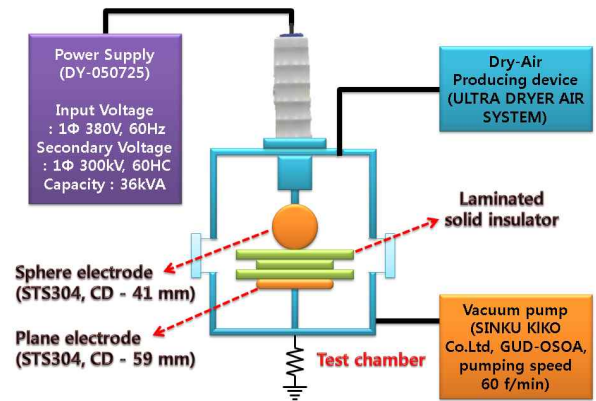 Power Supply
(DY-050725)
Input Voltage
: 1Φ 380V, 60Hz
Secondary Voltage
: 1Φ 300kV, 60HC
Capacity : 36kVA
Dry-Air
Producing device
(ULTRA DRYER AIR
SYSTEM)
Laminated
solid insulator
Sphere electrode
(STS304, CD - 41 mm)
Plane electrode
(STS304, CD - 59 mm)
Test chamber
Vacuum pump
(SINKU KIKO
Co.Ltd, GUD-OSOA,
pumping speed
60 f/min)